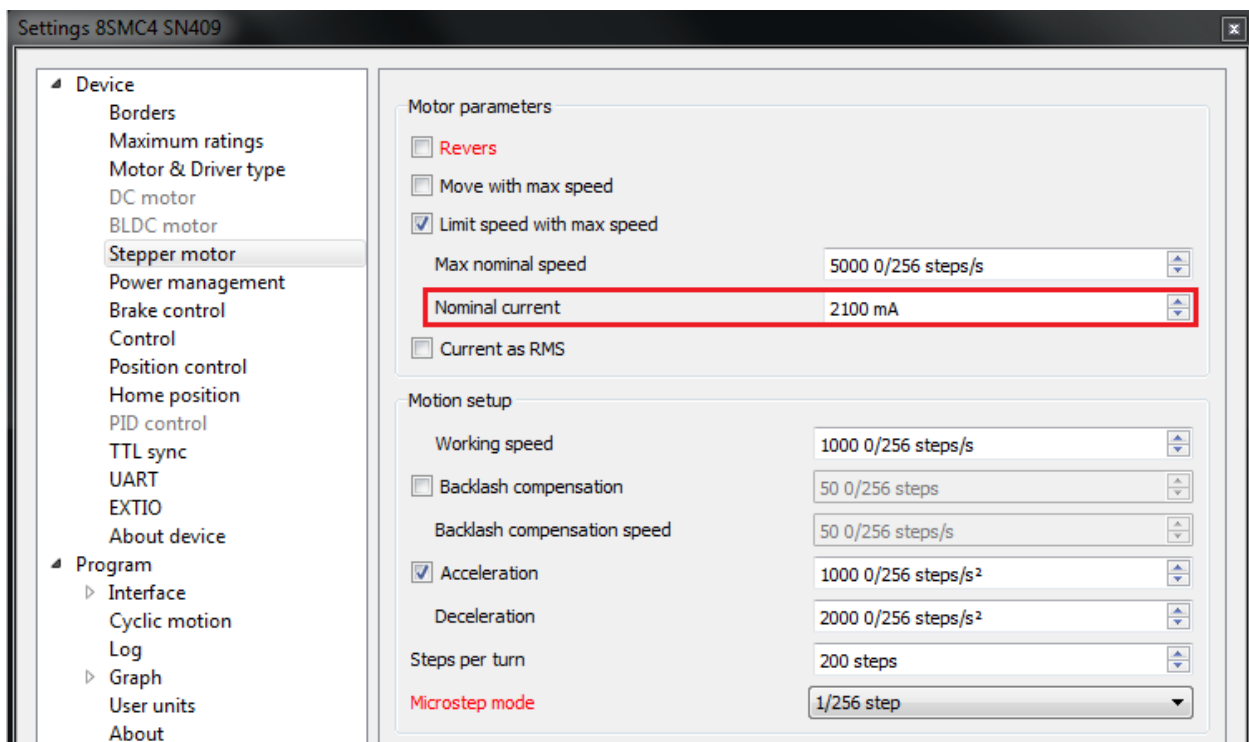 Settings 8SMC4 SN409
Device
Borders
Maximum ratings
Motor & Driver type
DC motor
BLDC motor
Stepper motor
Power management
Brake control
Control
Position control
Home position
PID control
TTL sync
UART
EXTIO
About device
Program
Interface
Cyclic motion
Log
Graph
User units
About
Motor parameters
Revers
Move with max speed
Limit speed with max speed
Max nominal speed 5000 0/256 steps/s
Nominal current 2100 mA
Current as RMS
Motion setup
Working speed 1000 0/256 steps/s
Backlash compensation 50 0/256 steps
Backlash compensation speed 50 0/256 steps/s
Acceleration 1000 0/256 steps/s²
Deceleration 2000 0/256 steps/s²
Steps per turn 200 steps
Microstep mode 1/256 step